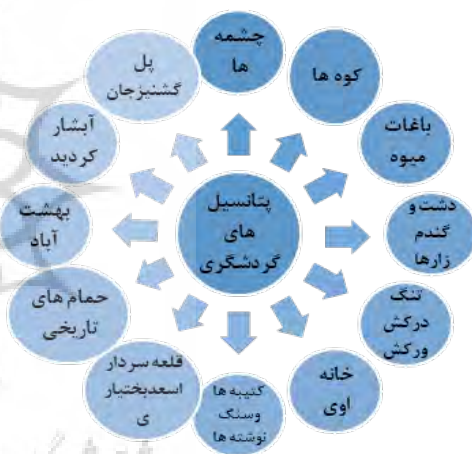 پتانسیل
های
گردشگری
چشمه
ها
کوه ها
باغات
میوه
دشت و
گندم
زارها
تنگ
درکش
ورکش
خانه
اوی
کتیبه ها
وسنگ
نوشته ها
قلعه سردار
اسعدبختیار
ی
حمام های
تاریخی
بهشت
آباد
آبشار
کردید
پل
گشنیزجان